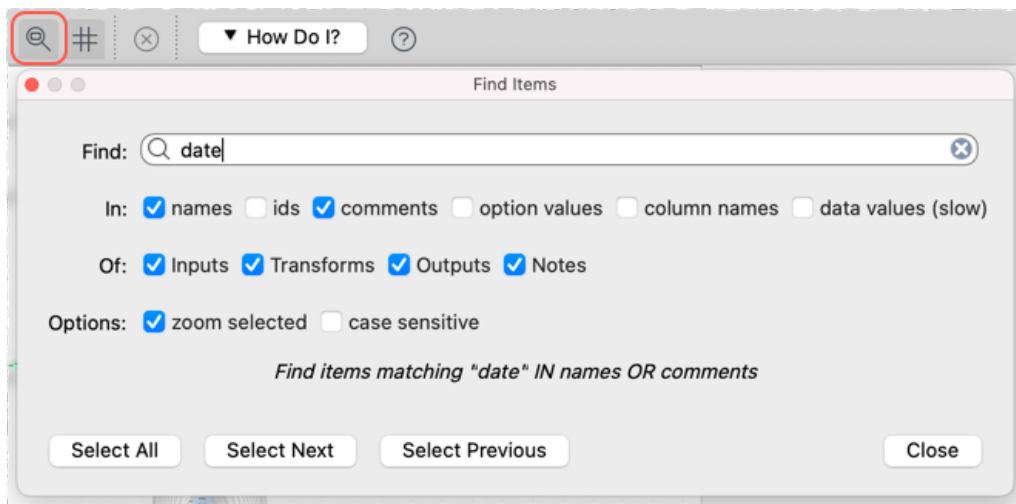 ▼ How Do I? ?
Find Items
Find: date
In: names ids comments option values column names data values (slow)
Of: Inputs Transforms Outputs Notes
Options: zoom selected case sensitive
Find items matching "date" IN names OR comments
Select All Select Next Select Previous Close